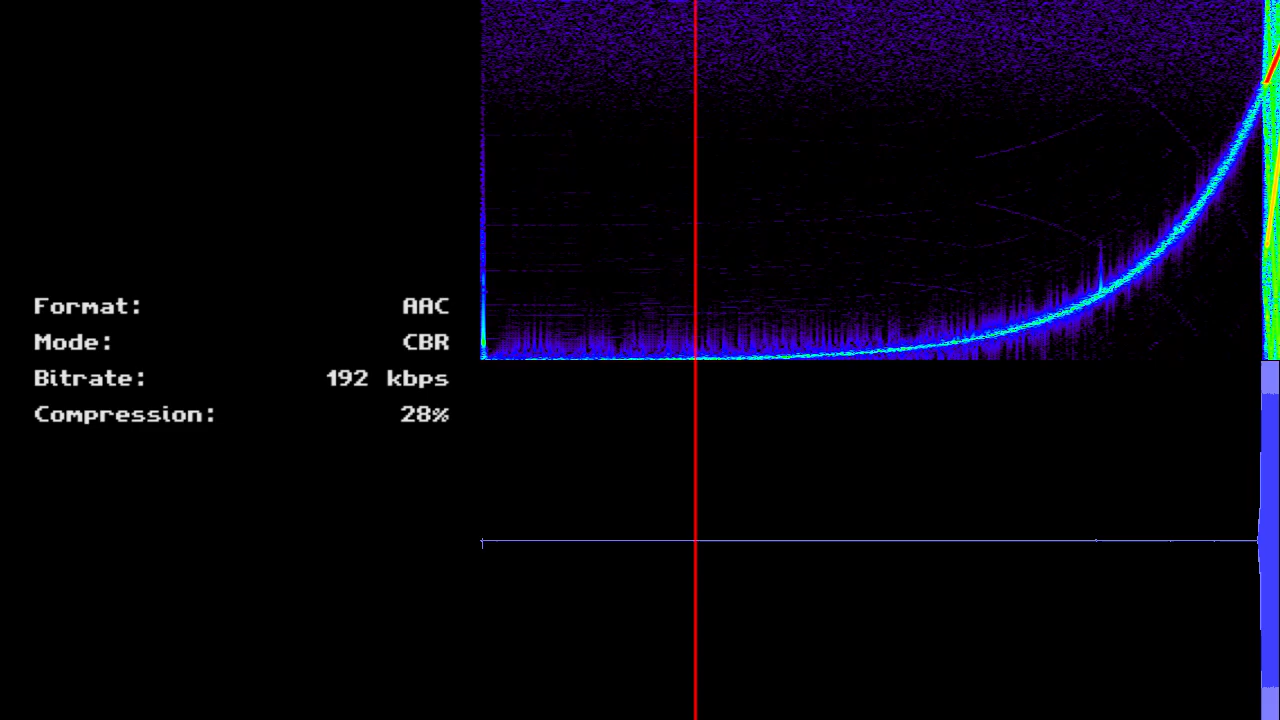 Format: AAC
Mode: CBR
Bitrate: 192 kbps
Compression: 28%